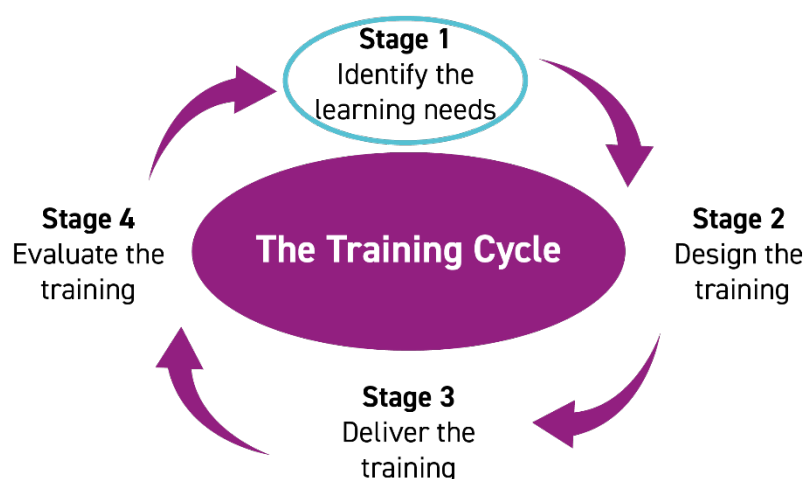 Stage 1
Identify the
learning needs
Stage 2
Design the
training
Stage 3
Deliver the
training
Stage 4
Evaluate the
training
The Training Cycle